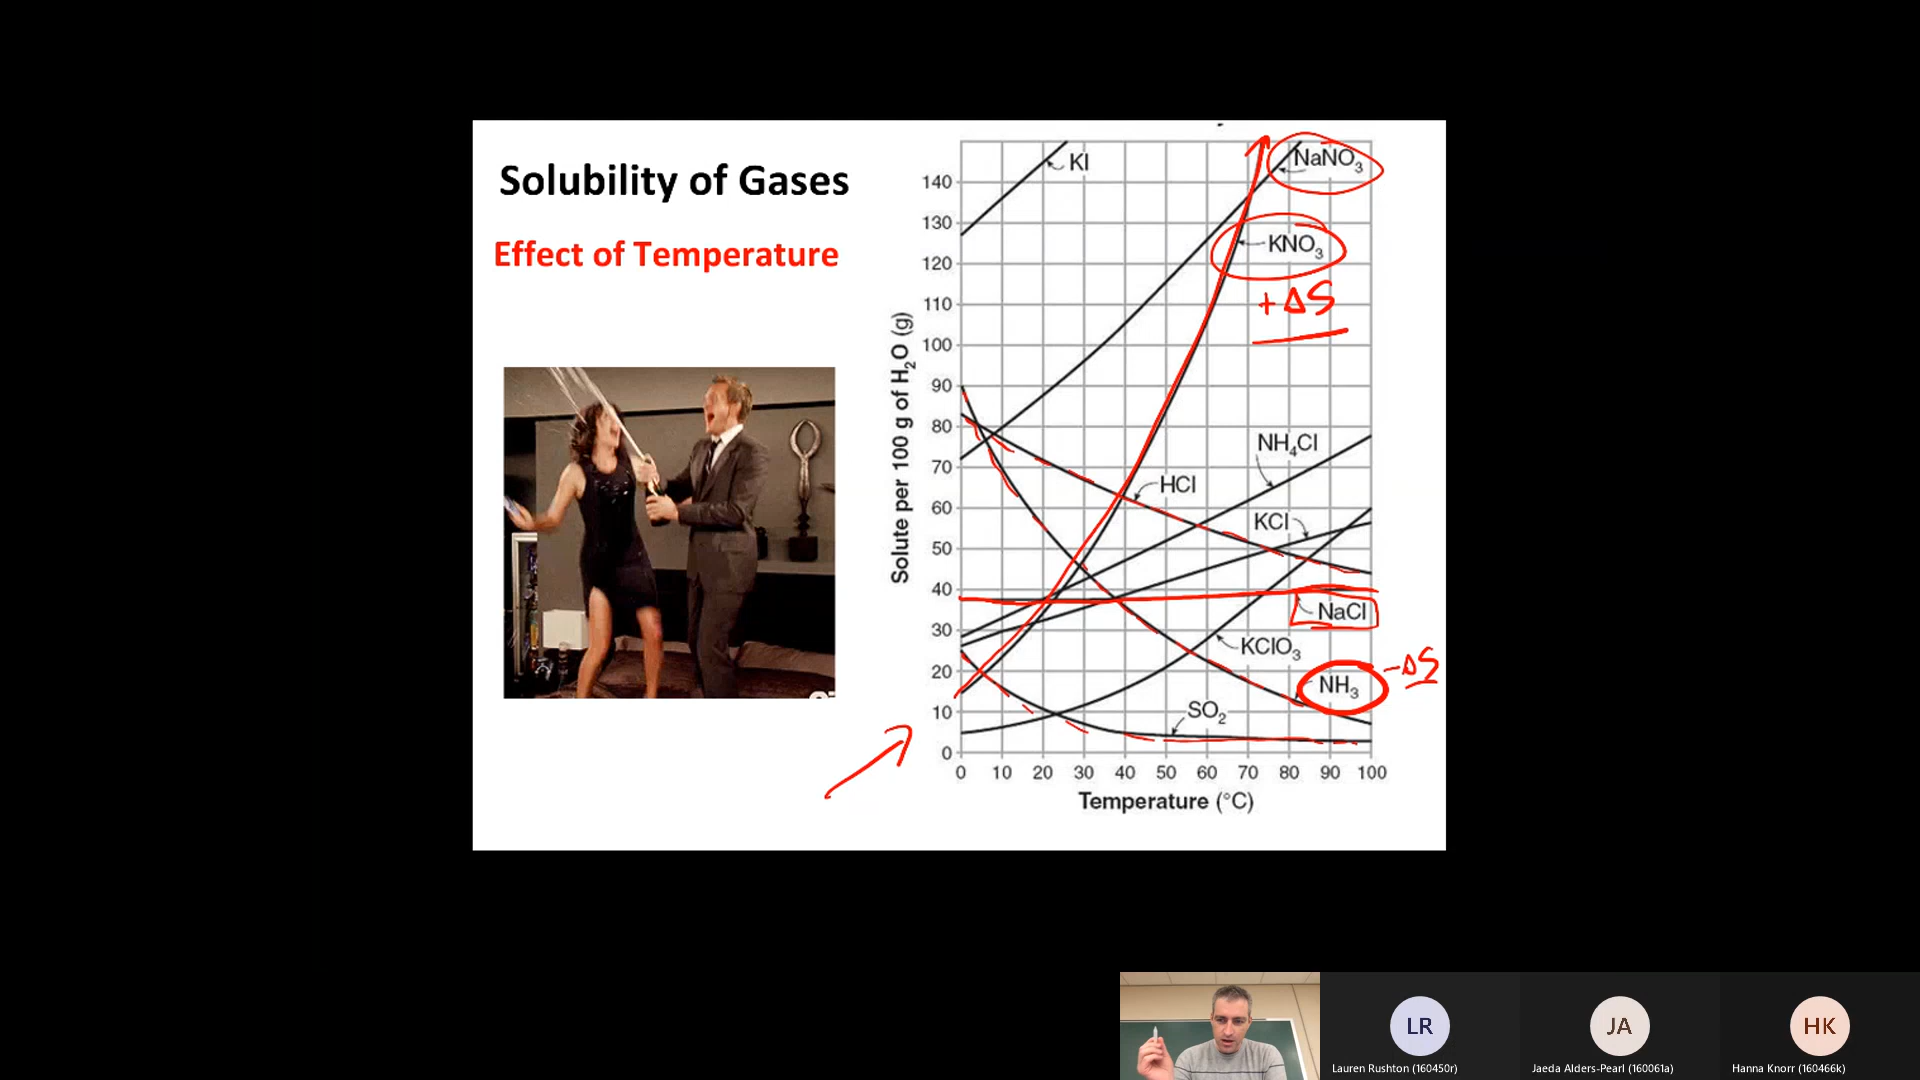 Solubility of Gases
Effect of Temperature
Solute per 100 g of H2O (g)
140
130
120
110
100
90
80
70
60
50
40
30
20
10
0
0 10 20 30 40 50 60 70 80 90 100
Temperature (°C)
KI
NaNO3
KNO3
+ΔS
NH4Cl
HCl
KCl
NaCl
KClO3
NH3
-ΔS
SO2
LR
Lauren Rushton (160450r)
JA
Jaeda Alders-Pearl (160061a)
HK
Hanna Knorr (160466k)